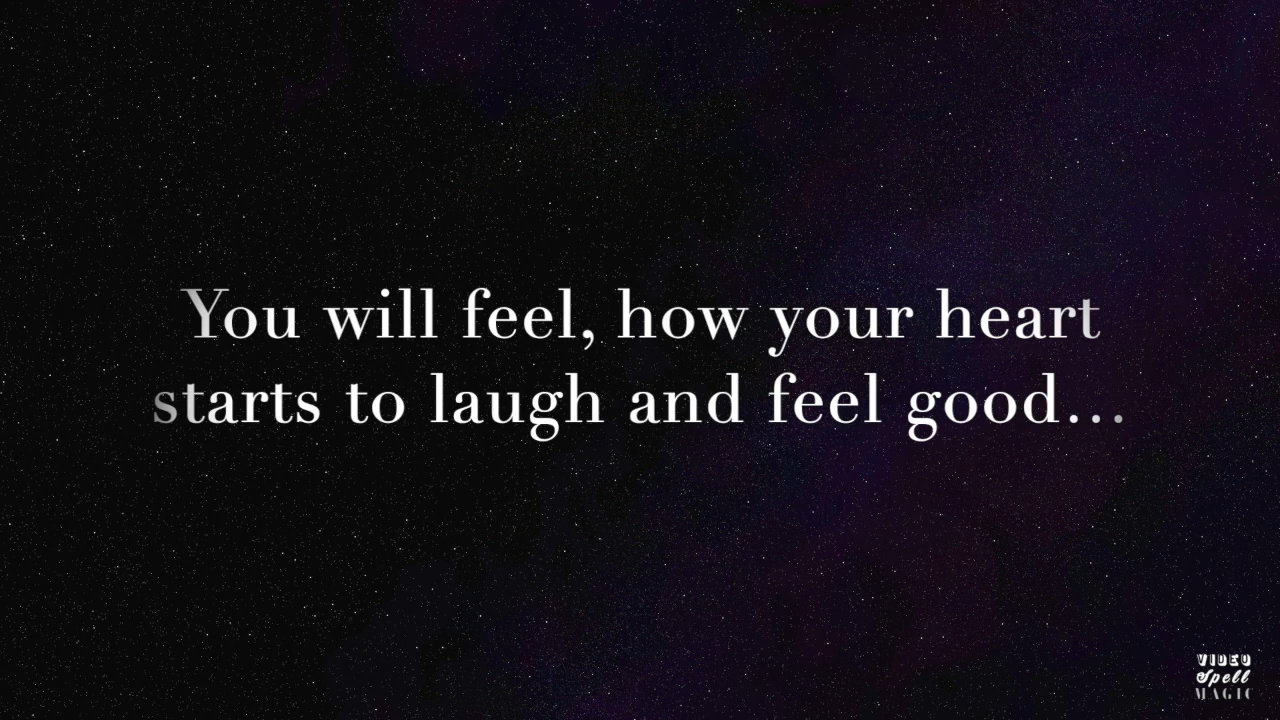 You will feel, how your heart
starts to laugh and feel good...
VIDEO
Spell
MAGIC